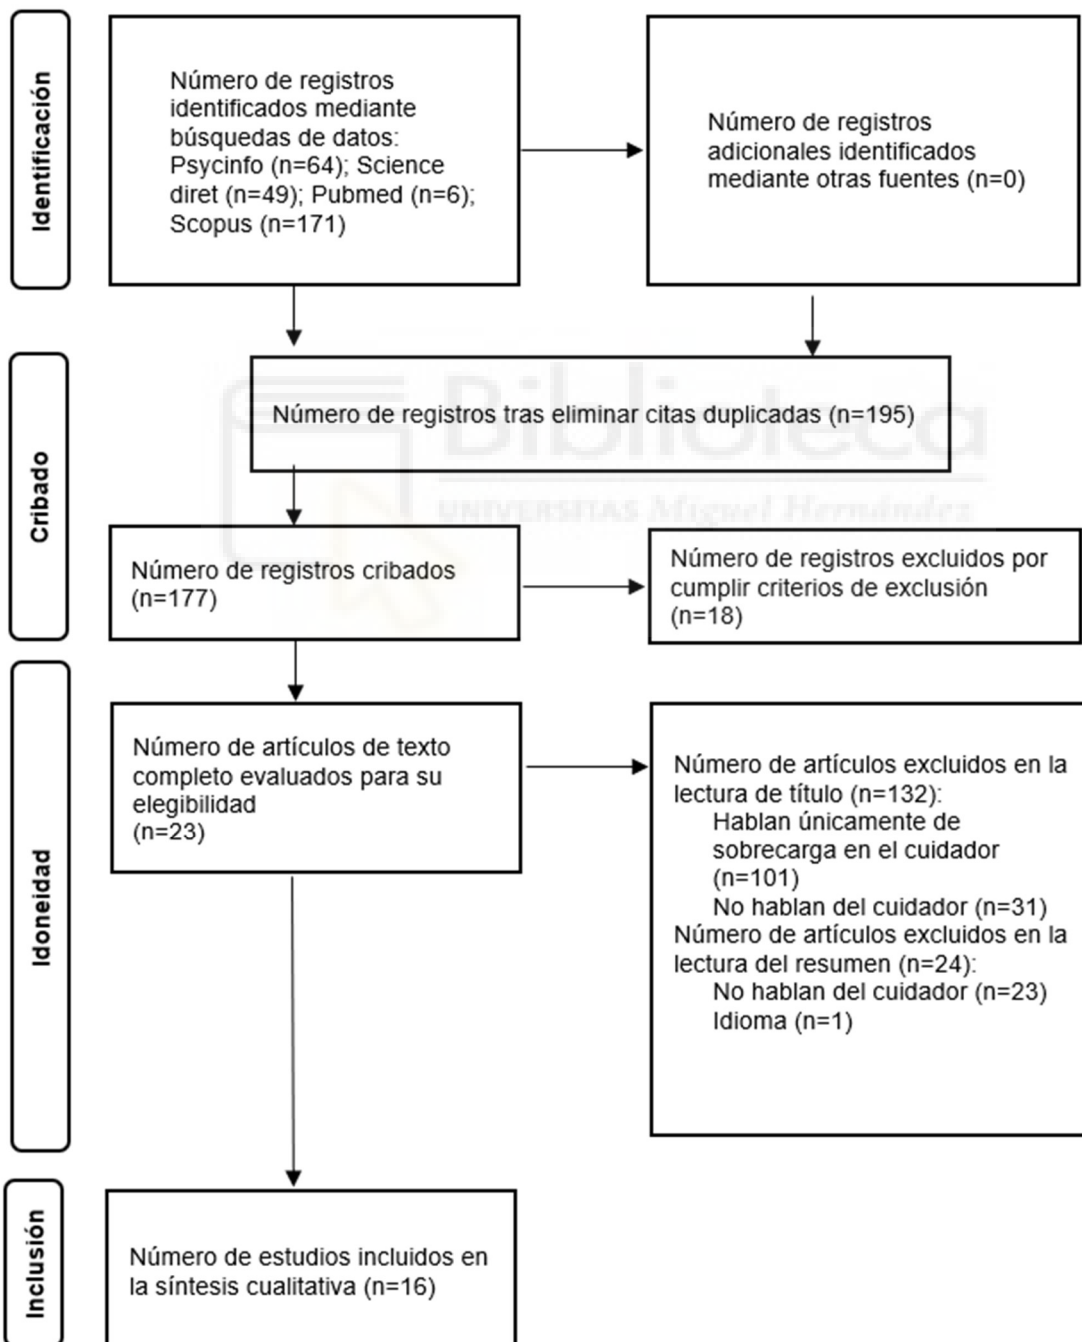 Identificación
Número de registros
identificados mediante
búsquedas de datos:
Psycinfo (n=64); Science
diret (n=49); Pubmed (n=6);
Scopus (n=171)
Número de registros
adicionales identificados
mediante otras fuentes (n=0)
Cribado
Número de registros tras eliminar citas duplicadas (n=195)
Biblioteca
UNIVERSITAS Miguel Hernández
Número de registros cribados
(n=177)
Número de registros excluidos por
cumplir criterios de exclusión
(n=18)
Idoneidad
Número de artículos de texto
completo evaluados para su
elegibilidad
(n=23)
Número de artículos excluidos en la
lectura de título (n=132):
Hablan únicamente de
sobrecarga en el cuidador
(n=101)
No hablan del cuidador (n=31)
Número de artículos excluidos en la
lectura del resumen (n=24):
No hablan del cuidador (n=23)
Idioma (n=1)
Inclusión
Número de estudios incluidos en
la síntesis cualitativa (n=16)